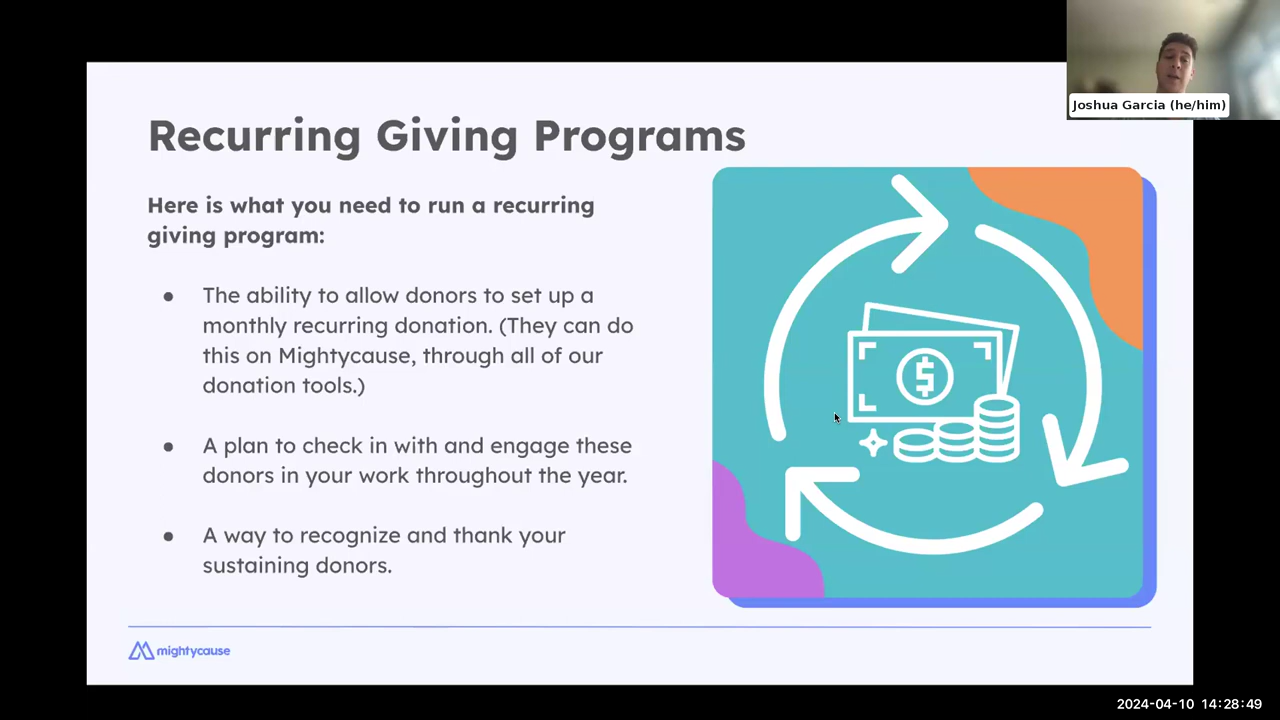 Joshua Garcia (he/him)
Recurring Giving Programs
Here is what you need to run a recurring
giving program:
● The ability to allow donors to set up a
monthly recurring donation. (They can do
this on Mightycause, through all of our
donation tools.)
● A plan to check in with and engage these
donors in your work throughout the year.
● A way to recognize and thank your
sustaining donors.
$
mightycause
2024-04-10 14:28:49